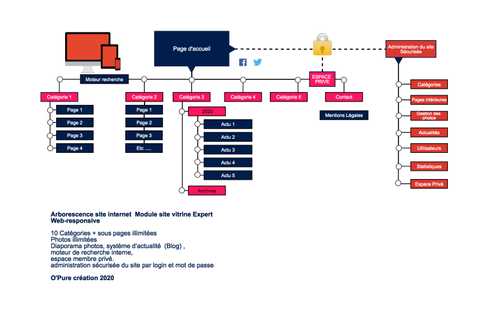 Page d'accueil
Administration du site
Sécurisée
Moteur recherche
ESPACE
PRIVE
Catégorie 1
Catégorie 2
Catégorie 3
Catégorie 4
Catégorie 5
Contact
Mentions Légales
Page 1
Page 2
Page 3
Page 4
Page 1
Page 2
Page 3
Etc .....
2020
Actu 1
Actu 2
Actu 3
Actu 4
Actu 5
Archives
Catégories
Pages intérieures
Gestion des
photos
Actualités
Utilisateurs
Statistiques
Espace Privé
Arborescence site internet Module site vitrine Expert
Web-responsive
10 Catégories + sous pages illimitées
Photos illimitées
Diaporama photos, système d'actualité (Blog) ,
moteur de recherche interne,
espace membre privé.
administration sécurisée du site par login et mot de passe
O'Pure création 2020